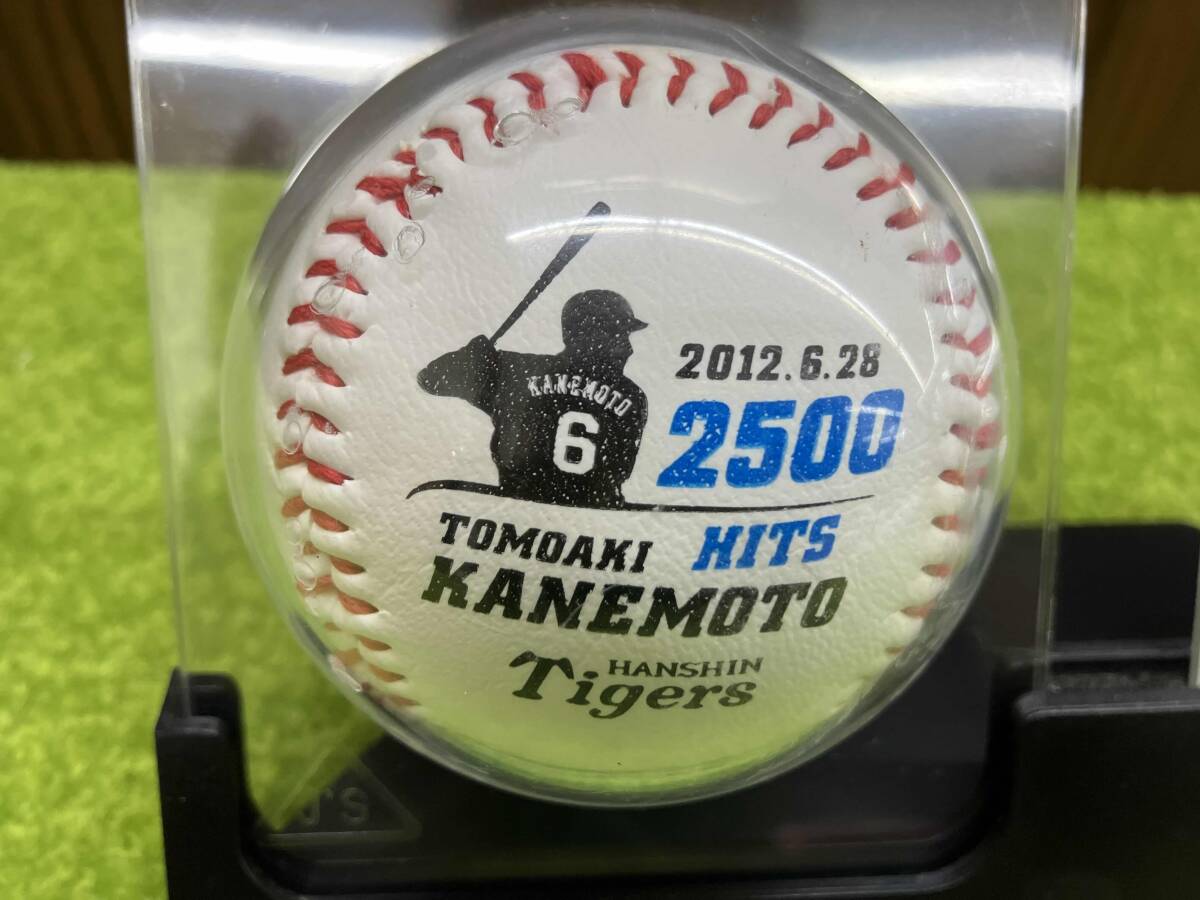 KANEMOTO
6
2012.6.28
2500
HITS
TOMOAKI
KANEMOTO
HANSHIN
Tigers